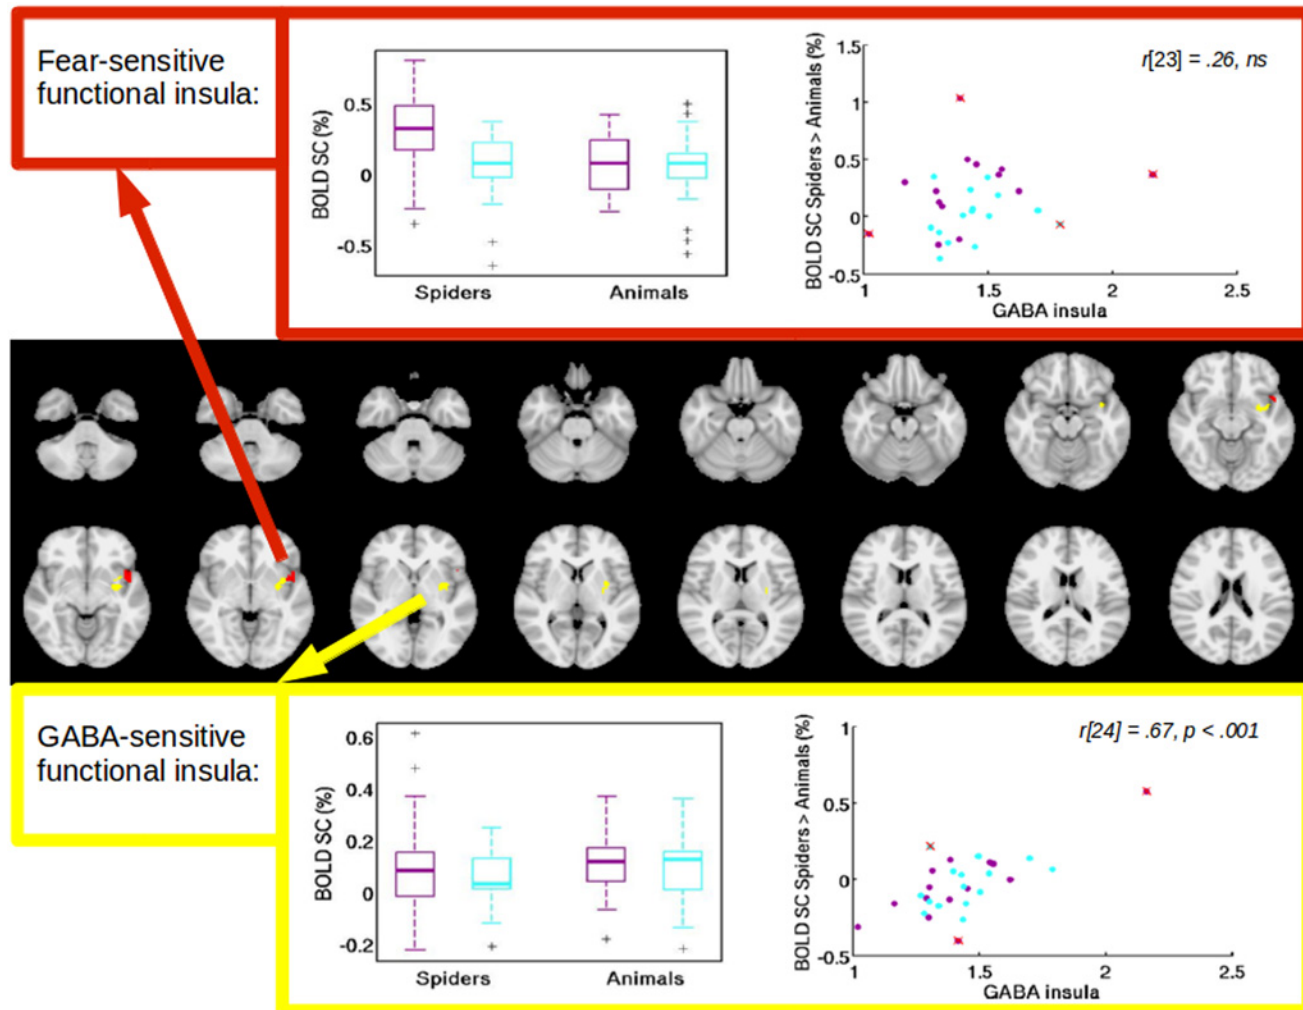 Fear-sensitive
functional insula:
BOLD SC (%)
0.5
0
-0.5
Spiders
Animals
BOLD SC Spiders > Animals (%)
1.5
1
0.5
0
-0.5
1
1.5
2
2.5
GABA insula
r[23] = .26, ns
GABA-sensitive
functional insula:
BOLD SC (%)
0.6
0.4
0.2
0
-0.2
Spiders
Animals
BOLD SC Spiders > Animals (%)
1
0.5
0
-0.5
1
1.5
2
2.5
GABA insula
r[24] = .67, p < .001